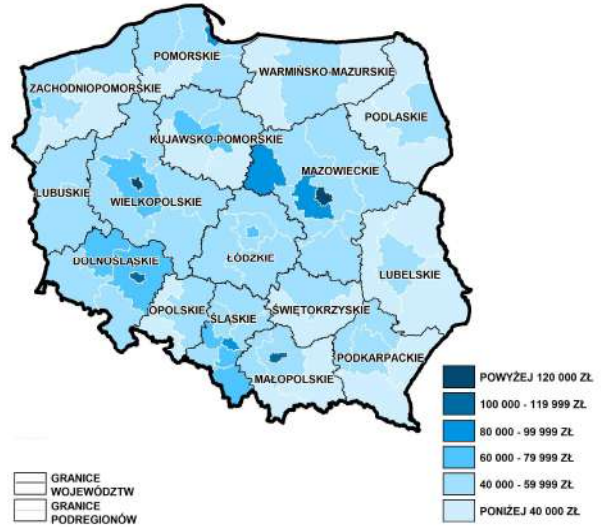 POMORSKIE
WARMIŃSKO-MAZURSKIE
ZACHODNIOPOMORSKIE
PODLASKIE
KUJAWSKO-POMORSKIE
MAZOWIECKIE
LUBUSKIE
WIELKOPOLSKIE
ŁÓDZKIE
DOLNOŚLĄSKIE
LUBELSKIE
OPOLSKIE
ŚLĄSKIE
ŚWIĘTOKRZYSKIE
PODKARPACKIE
MAŁOPOLSKIE
POWYŻEJ 120 000 ZŁ
100 000 - 119 999 ZŁ
80 000 - 99 999 ZŁ
60 000 - 79 999 ZŁ
40 000 - 59 999 ZŁ
PONIŻEJ 40 000 ZŁ
GRANICE
WOJEWÓDZTW
GRANICE
PODREGIONÓW